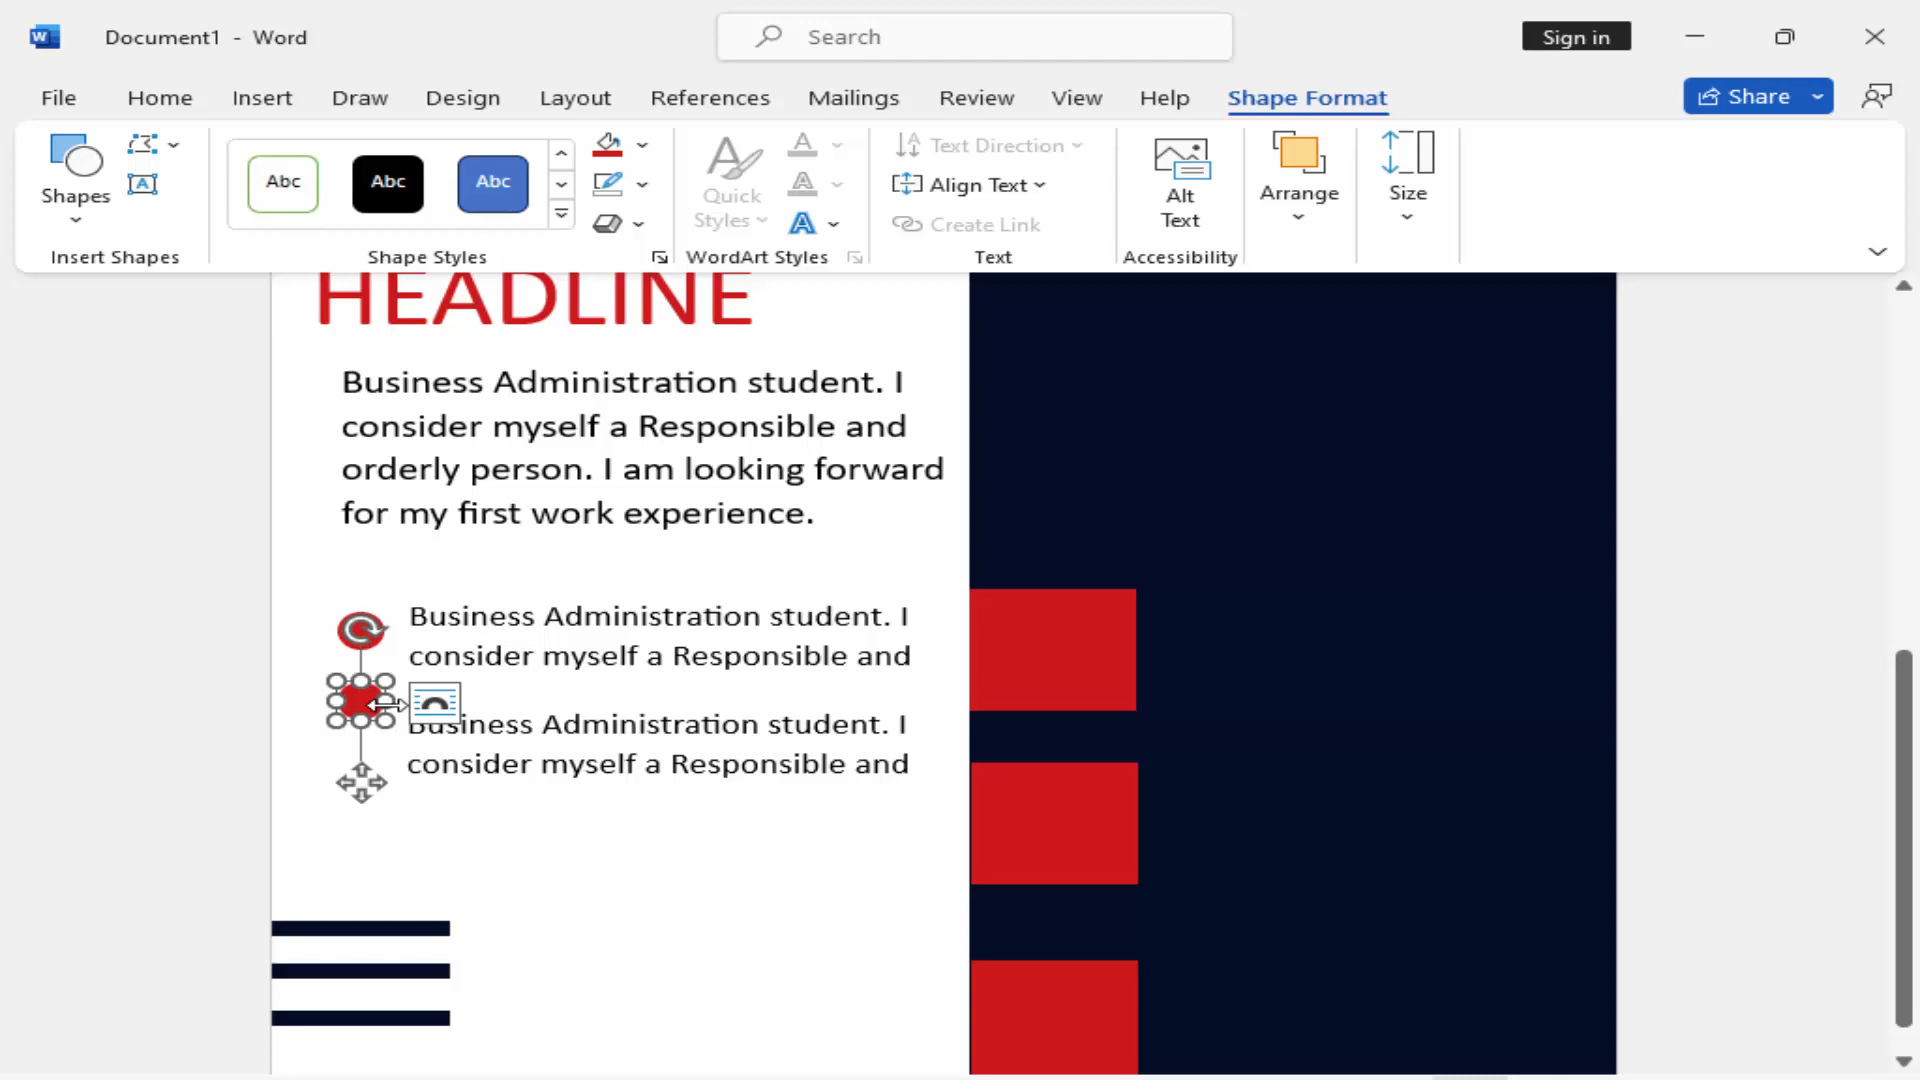 W
Document1 - Word
Search
Sign in
File Home Insert Draw Design Layout References Mailings Review View Help Shape Format
Share
Shapes
Abc Abc Abc
Quick
Styles
A
A
A
Text Direction
Align Text
Create Link
Alt
Text
Arrange
Size
Insert Shapes Shape Styles WordArt Styles Text Accessibility
HEADLINE
Business Administration student. I
consider myself a Responsible and
orderly person. I am looking forward
for my first work experience.
Business Administration student. I
consider myself a Responsible and
Business Administration student. I
consider myself a Responsible and